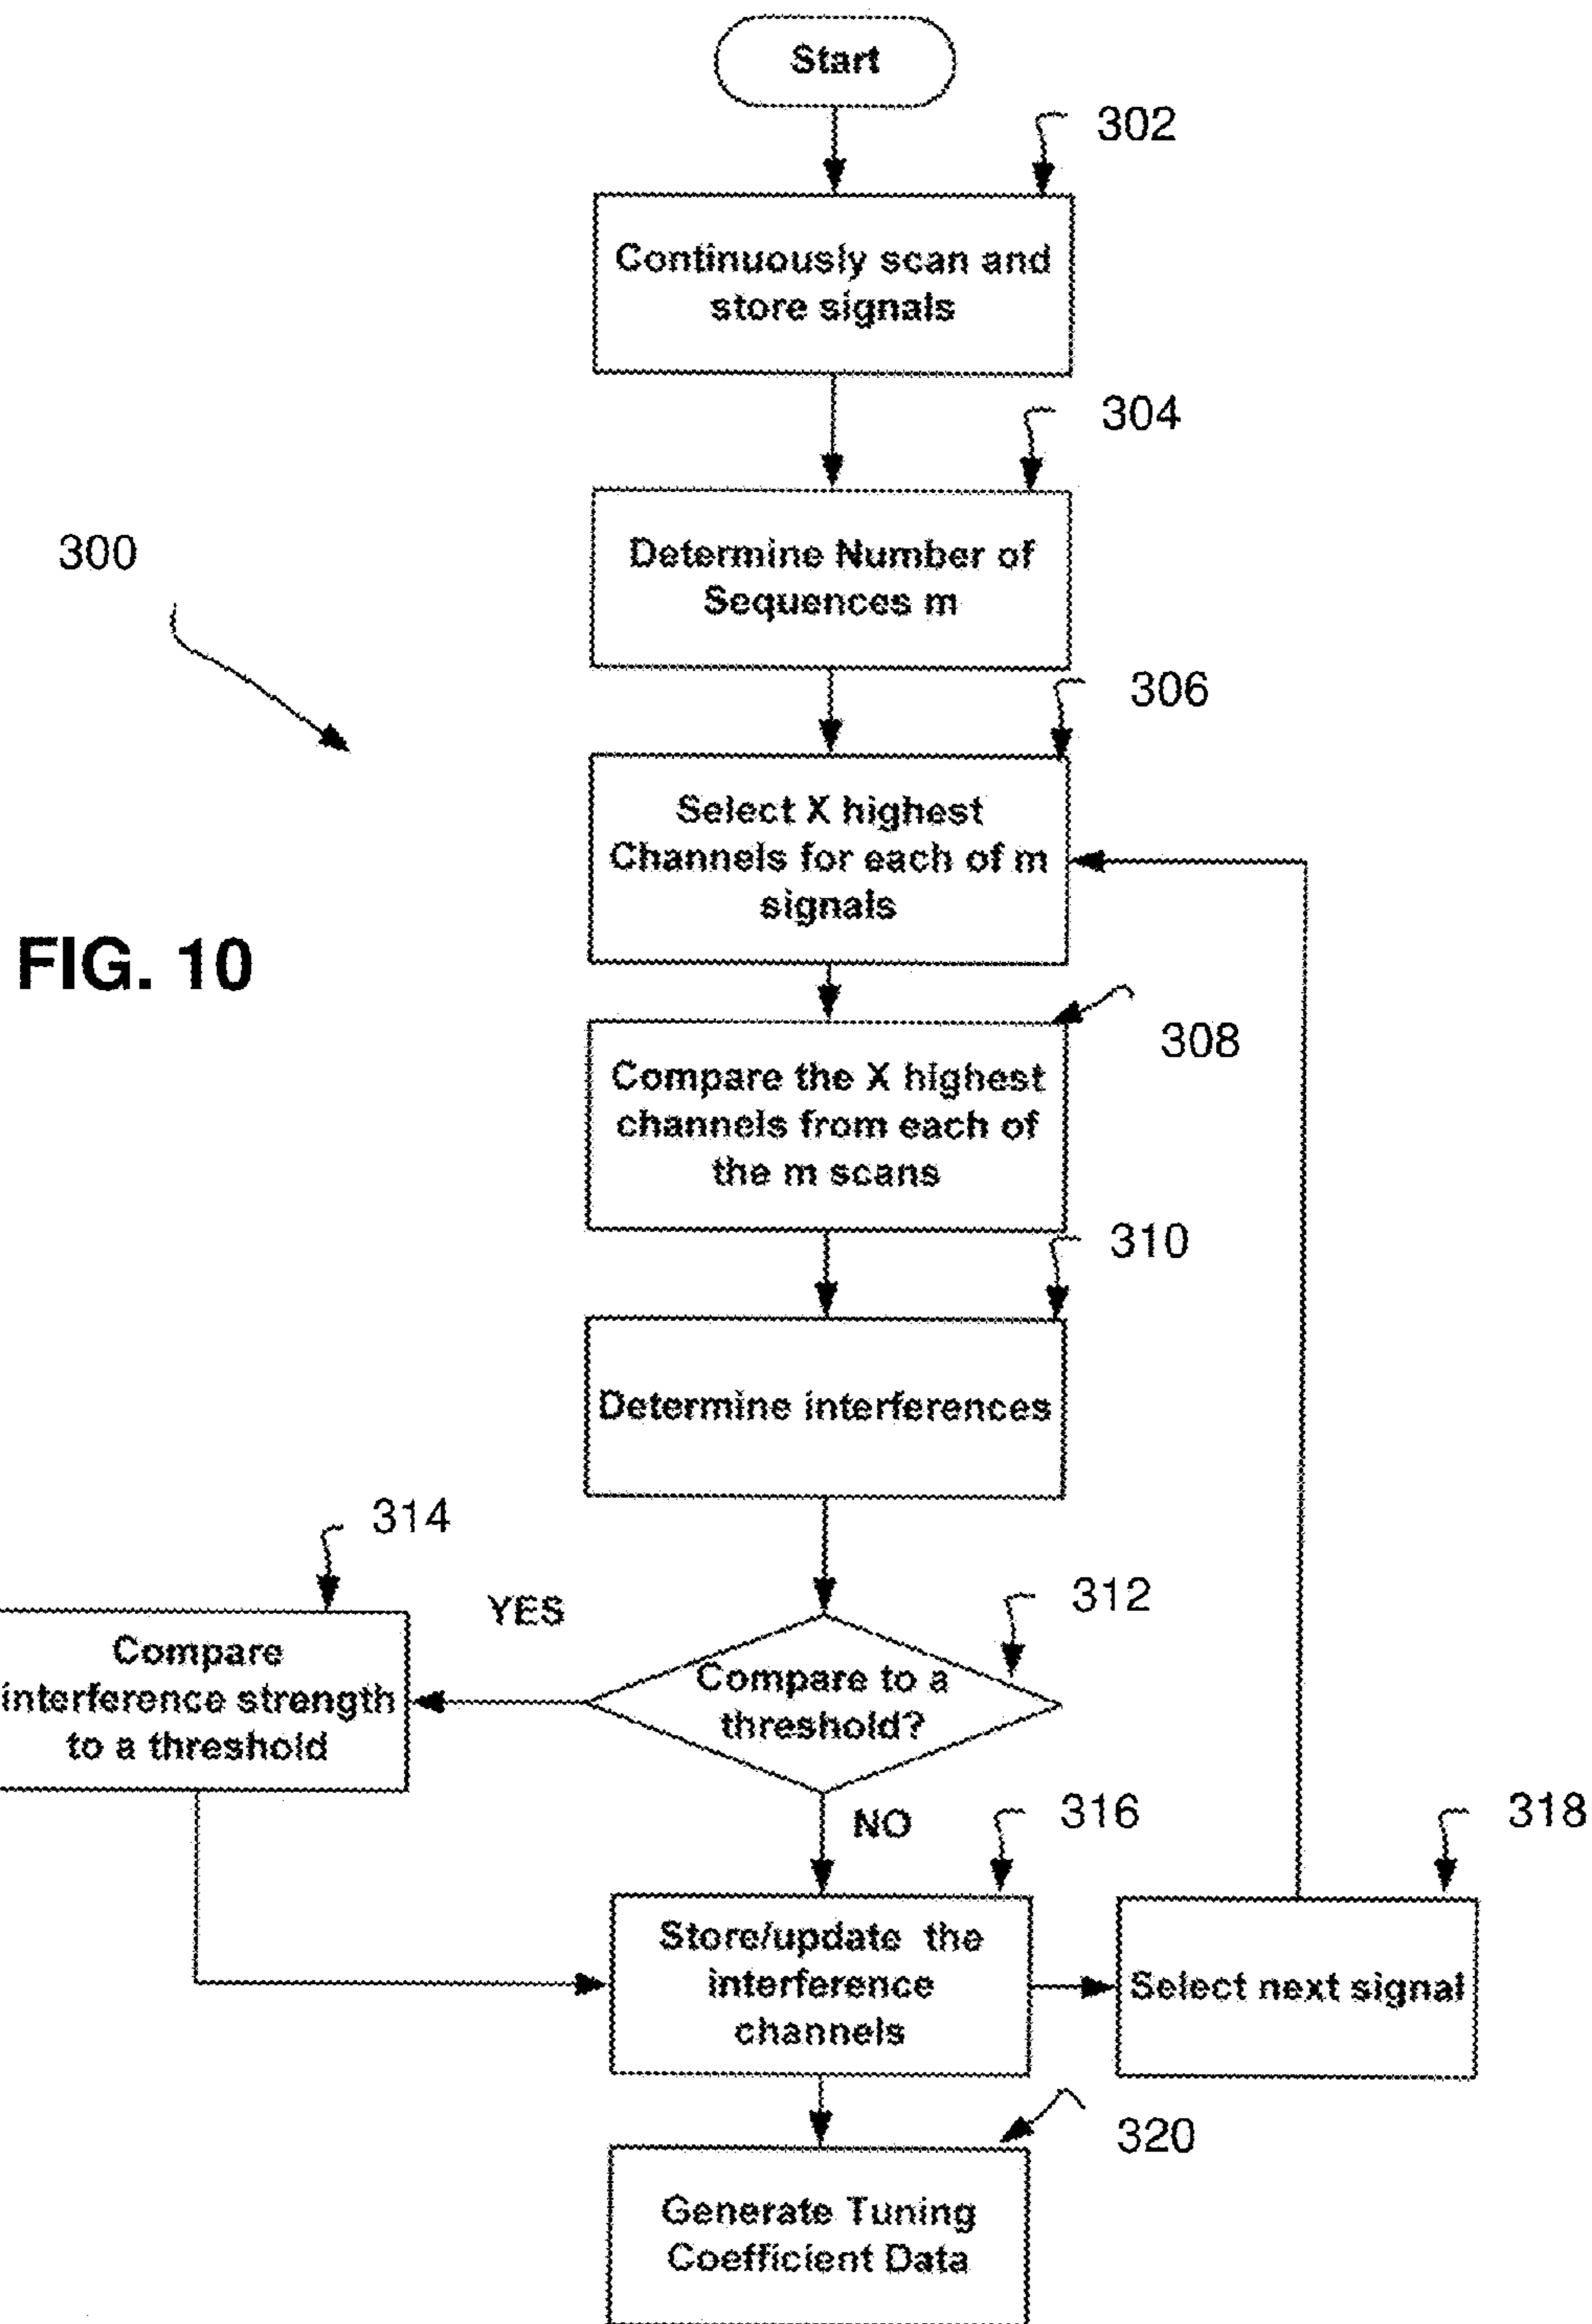 Start
302
Continuously scan and
store signals
304
Determine Number of
Sequences m
300
306
Select X highest
Channels for each of m
signals
FIG. 10
308
Compare the X highest
channels from each of
the m scans
310
Determine interferences
314
YES
312
Compare
interference strength
to a threshold
Compare to a
threshold?
NO
316
318
Store/update the
interference
channels
Select next signal
320
Generate Tuning
Coefficient Data